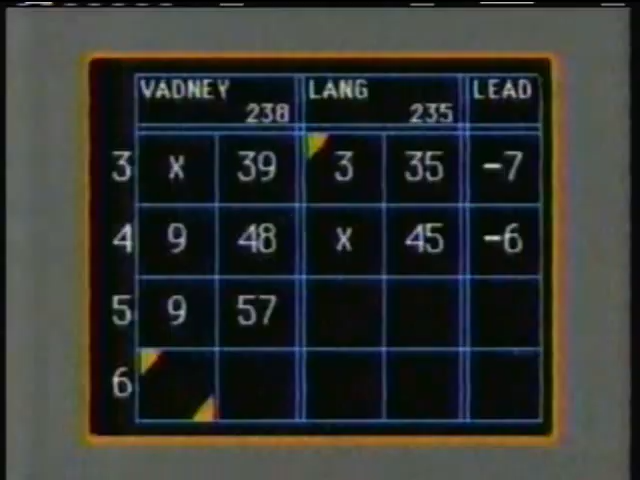 VADNEY LANG LEAD
238 235
3 x 39 3 35 -7
4 9 48 x 45 -6
5 9 57
6